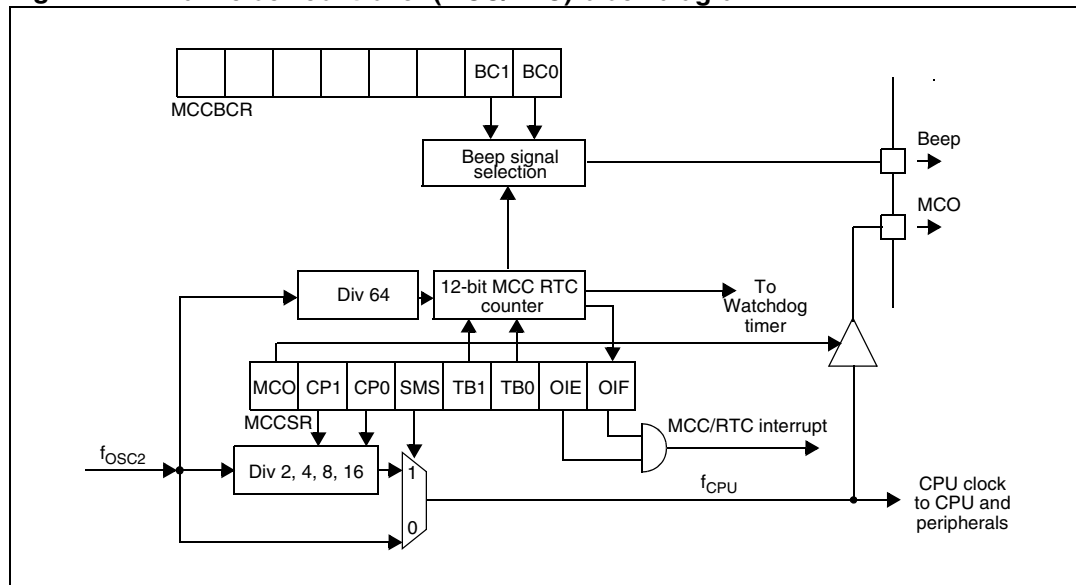 BC1 BC0
MCCBCR
Beep signal
selection
Beep
MCO
Div 64
12-bit MCC RTC
counter
To
Watchdog
timer
MCO CP1 CP0 SMS TB1 TB0 OIE OIF
MCCSR
MCC/RTC interrupt
fOSC2
Div 2, 4, 8, 16
1
0
fCPU
CPU clock
to CPU and
peripherals